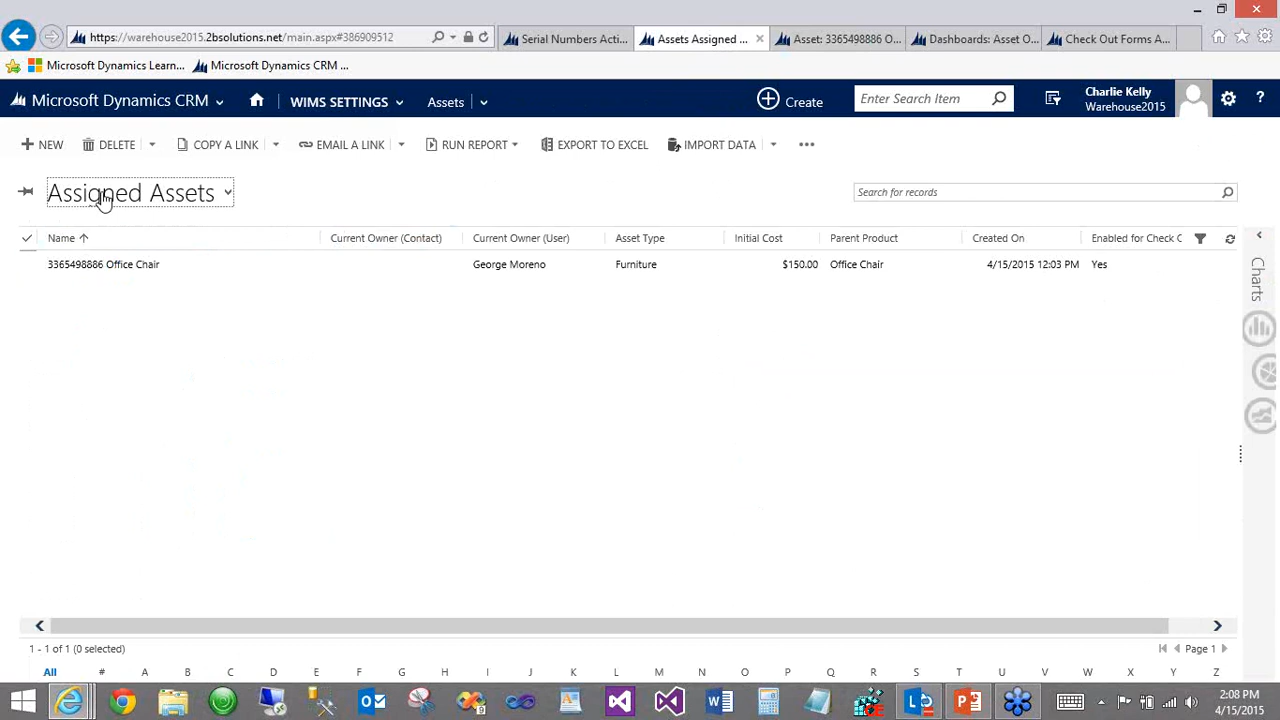 https://warehouse2015.2bsolutions.net/main.aspx#386909512
Serial Numbers Acti...
Assets Assigned ...
Asset: 3365498886 O...
Dashboards: Asset O...
Check Out Forms A...
Microsoft Dynamics Learn...
Microsoft Dynamics CRM ...
Microsoft Dynamics CRM
WIMS SETTINGS
Assets
Create
Enter Search Item
Charlie Kelly
Warehouse2015
?
NEW
DELETE
COPY A LINK
EMAIL A LINK
RUN REPORT
EXPORT TO EXCEL
IMPORT DATA
...
Assigned Assets
Search for records
Name Current Owner (Contact) Current Owner (User) Asset Type Initial Cost Parent Product Created On Enabled for Check C
3365498886 Office Chair George Moreno Furniture $150.00 Office Chair 4/15/2015 12:03 PM Yes
Charts
1 - 1 of 1 (0 selected)
Page 1
All # A B C D E F G H I J K L M N O P Q R S T U V W X Y Z
2:08 PM
4/15/2015